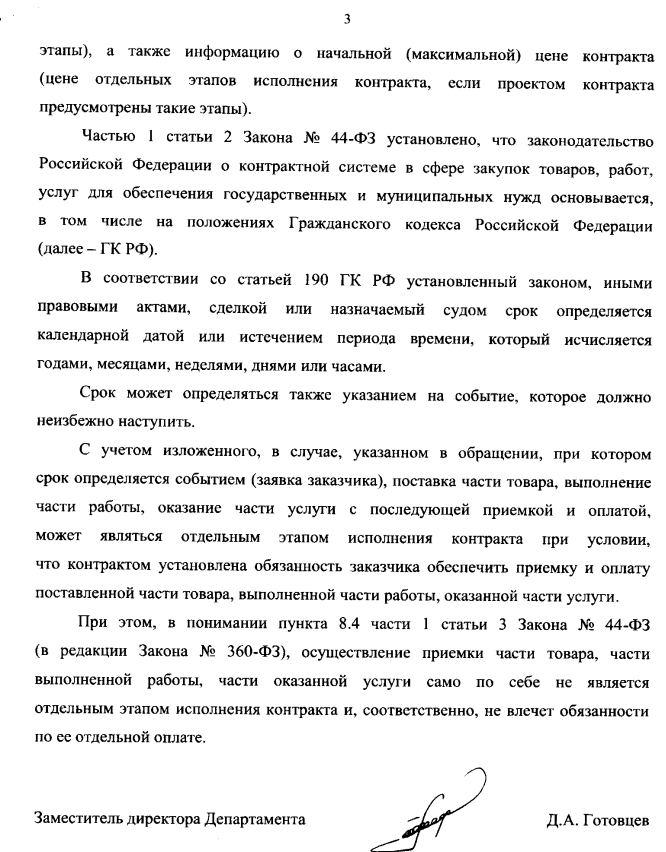 3
этапы), а также информацию о начальной (максимальной) цене контракта
(цене отдельных этапов исполнения контракта, если проектом контракта
предусмотрены такие этапы).
Частью 1 статьи 2 Закона № 44-ФЗ установлено, что законодательство
Российской Федерации о контрактной системе в сфере закупок товаров, работ,
услуг для обеспечения государственных и муниципальных нужд основывается,
в том числе на положениях Гражданского кодекса Российской Федерации
(далее – ГК РФ).
В соответствии со статьей 190 ГК РФ установленный законом, иными
правовыми актами, сделкой или назначаемый судом срок определяется
календарной датой или истечением периода времени, который исчисляется
годами, месяцами, неделями, днями или часами.
Срок может определяться также указанием на событие, которое должно
неизбежно наступить.
С учетом изложенного, в случае, указанном в обращении, при котором
срок определяется событием (заявка заказчика), поставка части товара, выполнение
части работы, оказание части услуги с последующей приемкой и оплатой,
может являться отдельным этапом исполнения контракта при условии,
что контрактом установлена обязанность заказчика обеспечить приемку и оплату
поставленной части товара, выполненной части работы, оказанной части услуги.
При этом, в понимании пункта 8.4 части 1 статьи 3 Закона № 44-ФЗ
(в редакции Закона № 360-ФЗ), осуществление приемки части товара, части
выполненной работы, части оказанной услуги само по себе не является
отдельным этапом исполнения контракта и, соответственно, не влечет обязанности
по ее отдельной оплате.
Заместитель директора Департамента Д.А. Готовцев